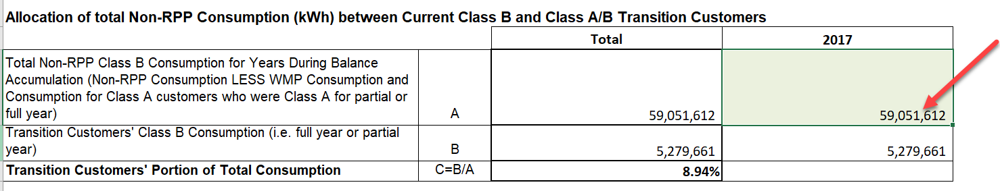 Allocation of total Non-RPP Consumption (kWh) between Current Class B and Class A/B Transition Customers
Total 2017
Total Non-RPP Class B Consumption for Years During Balance
Accumulation (Non-RPP Consumption LESS WMP Consumption and
Consumption for Class A customers who were Class A for partial or
full year) A 59,051,612 59,051,612
Transition Customers' Class B Consumption (i.e. full year or partial
year) B 5,279,661 5,279,661
Transition Customers' Portion of Total Consumption C=B/A 8.94%